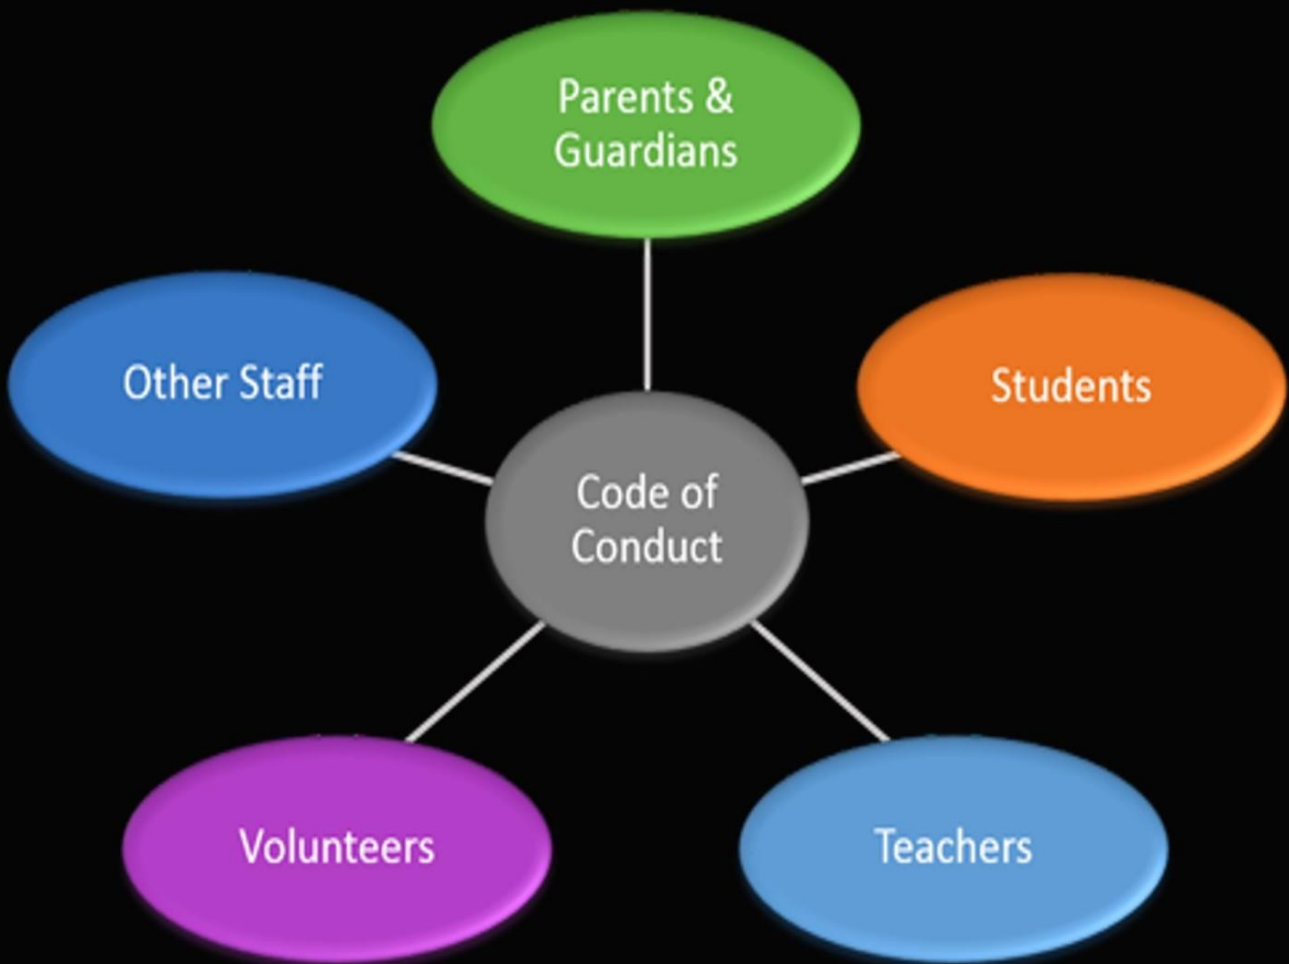 Parents &
Guardians
Other Staff
Students
Code of
Conduct
Volunteers
Teachers